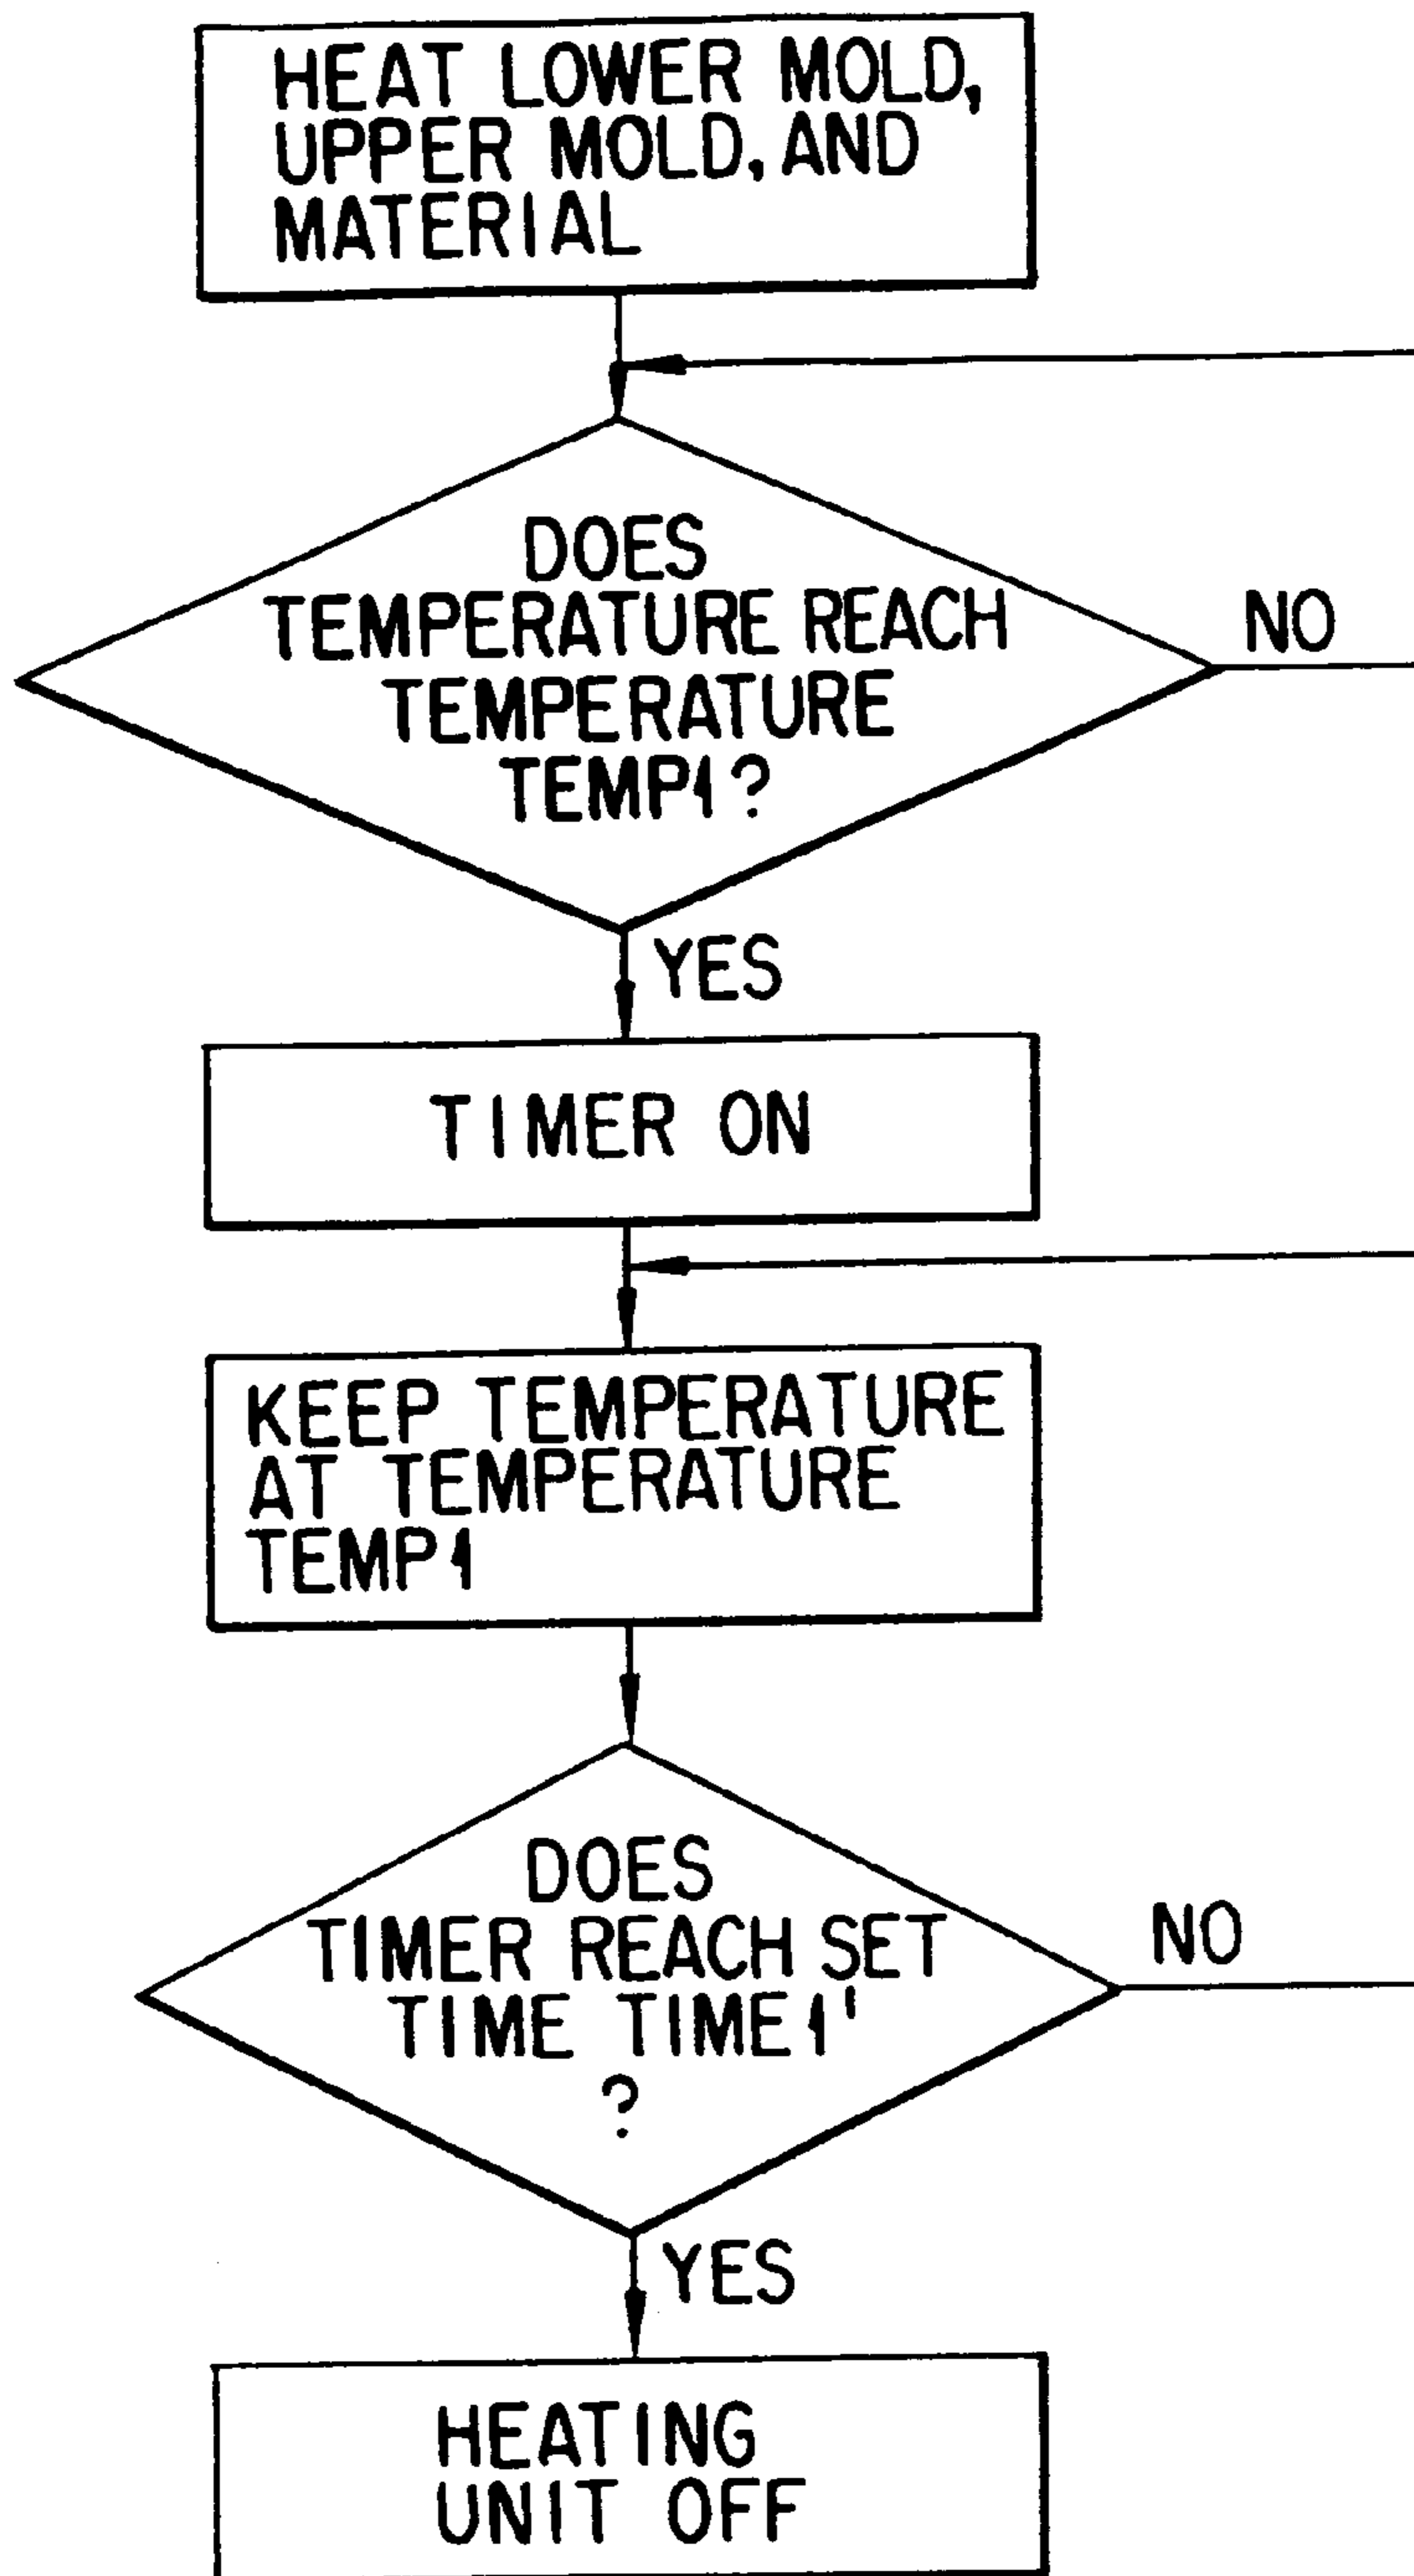 HEAT LOWER MOLD,
UPPER MOLD, AND
MATERIAL
DOES
TEMPERATURE REACH
TEMPERATURE
TEMP1?
NO
YES
TIMER ON
KEEP TEMPERATURE
AT TEMPERATURE
TEMP1
DOES
TIMER REACH SET
TIME TIME1'
?
NO
YES
HEATING
UNIT OFF